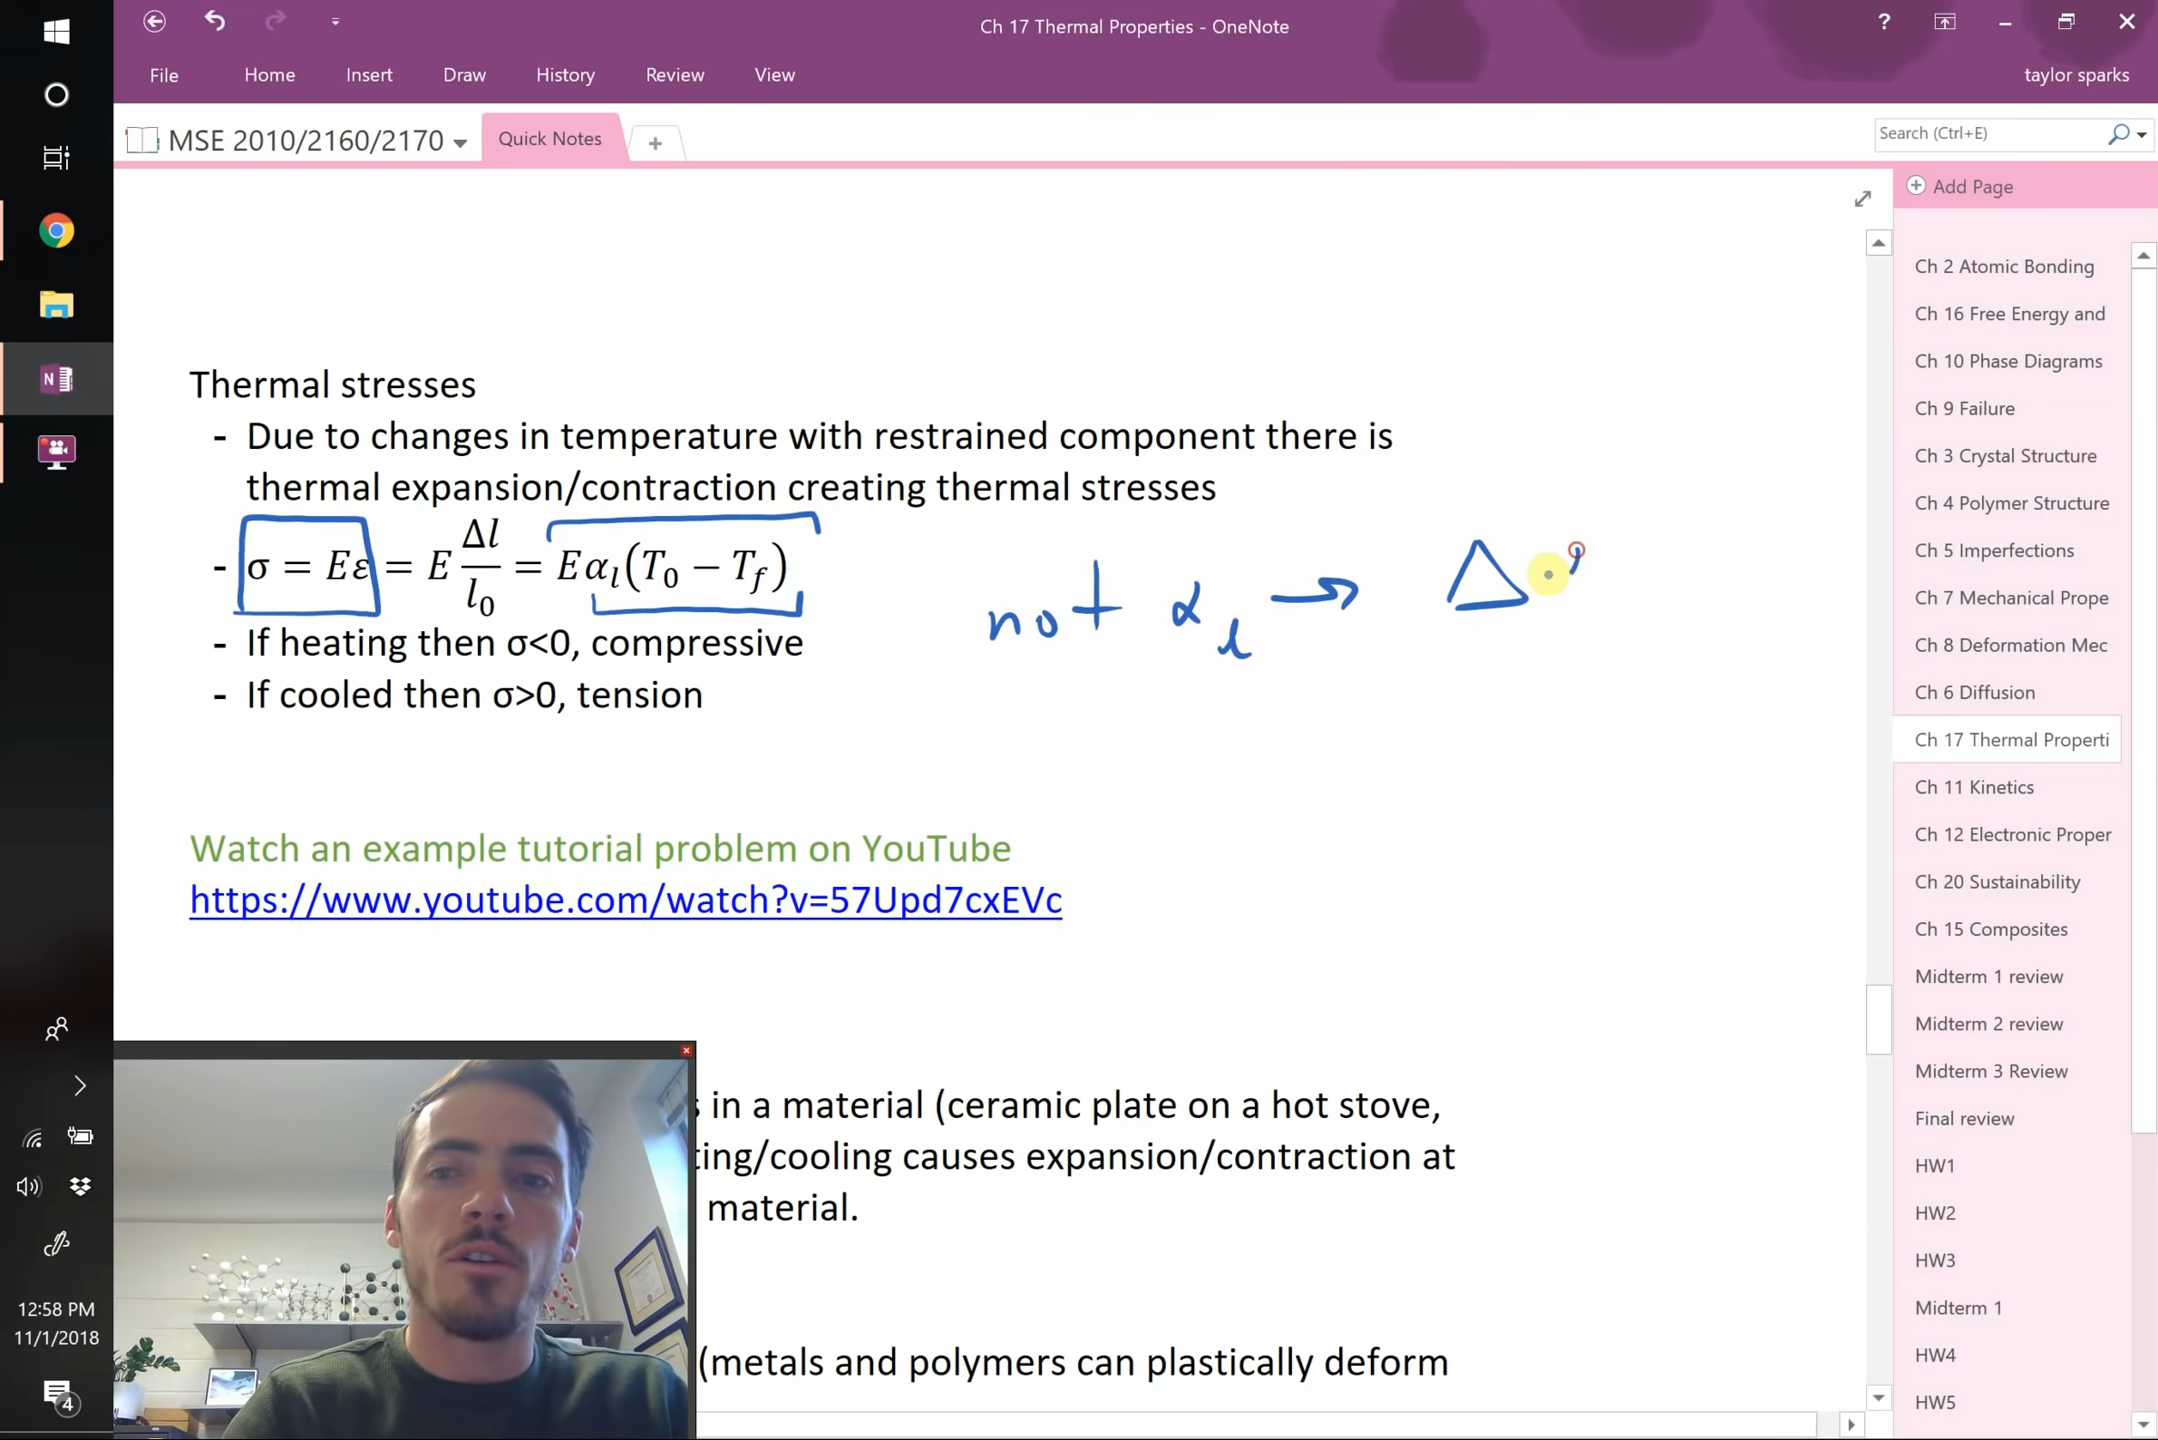 Ch 17 Thermal Properties - OneNote
File Home Insert Draw History Review View
taylor sparks
MSE 2010/2160/2170
Quick Notes
Search (Ctrl+E)
Thermal stresses
- Due to changes in temperature with restrained component there is
thermal expansion/contraction creating thermal stresses
- σ = Eε = E Δl/l₀ = Eαₗ(T₀ − T_f)
not αₗ → Δ
- If heating then σ<0, compressive
- If cooled then σ>0, tension
Watch an example tutorial problem on YouTube
https://www.youtube.com/watch?v=57Upd7cxEVc
in a material (ceramic plate on a hot stove,
ting/cooling causes expansion/contraction at
material.
(metals and polymers can plastically deform
Add Page
Ch 2 Atomic Bonding
Ch 16 Free Energy and
Ch 10 Phase Diagrams
Ch 9 Failure
Ch 3 Crystal Structure
Ch 4 Polymer Structure
Ch 5 Imperfections
Ch 7 Mechanical Prope
Ch 8 Deformation Mec
Ch 6 Diffusion
Ch 17 Thermal Properti
Ch 11 Kinetics
Ch 12 Electronic Proper
Ch 20 Sustainability
Ch 15 Composites
Midterm 1 review
Midterm 2 review
Midterm 3 Review
Final review
HW1
HW2
HW3
Midterm 1
HW4
HW5
12:58 PM
11/1/2018
4